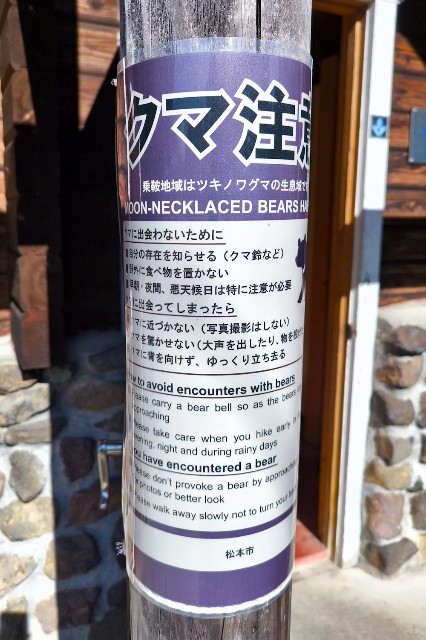 クマ注意
乗鞍地域はツキノワグマの生息域で
MOON-NECKLACED BEARS
クマに出会わないために
■自分の存在を知らせる（クマ鈴など）
■野外に食べ物を置かない
■早朝・夜間、悪天候日は特に注意が必要
クマに出会ってしまったら
クマに近づかない（写真撮影はしない）
クマを驚かせない（大声を出したり、物を
クマに背を向けず、ゆっくり立ち去る
How to avoid encounters with bears
Please carry a bear bell so as the bears
approaching
Please take care when you hike early
evening, night and during rainy days
you have encountered a bear
Please don't provoke a bear by approaching,
photos or better look
Please walk away slowly not to turn your
松本市